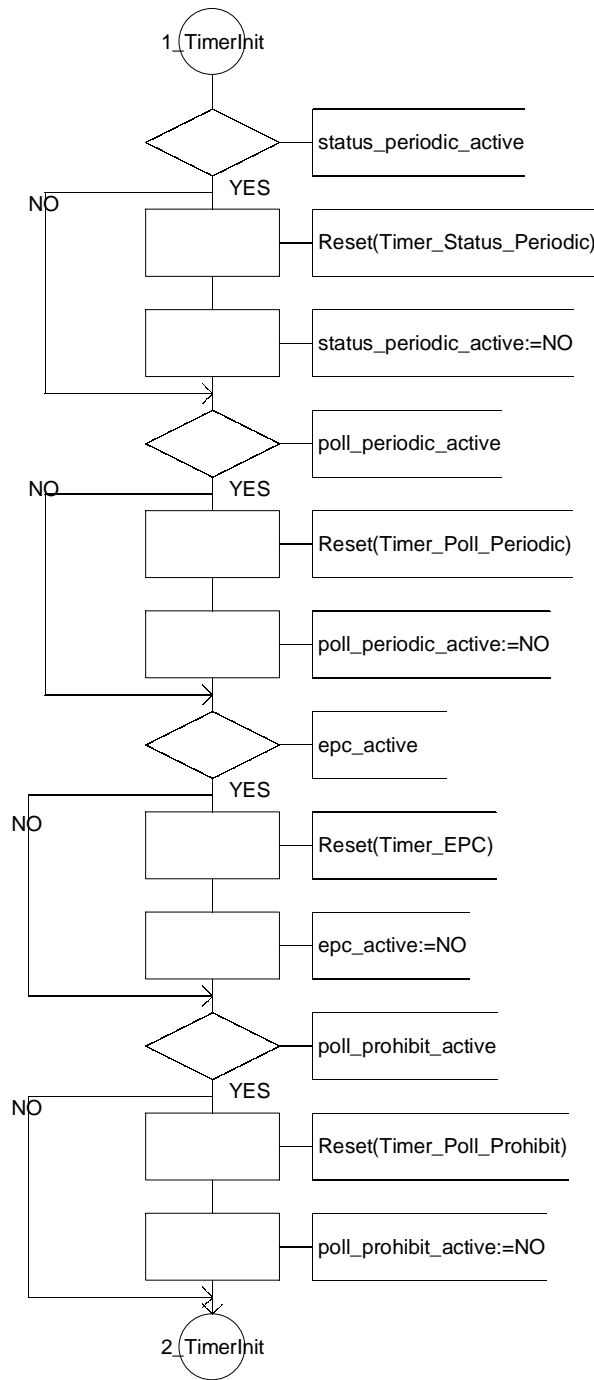 1_TimerInit
status_periodic_active
YES
NO
Reset(Timer_Status_Periodic)
status_periodic_active:=NO
poll_periodic_active
YES
NO
Reset(Timer_Poll_Periodic)
poll_periodic_active:=NO
epc_active
YES
NO
Reset(Timer_EPC)
epc_active:=NO
poll_prohibit_active
YES
NO
Reset(Timer_Poll_Prohibit)
poll_prohibit_active:=NO
2_TimerInit